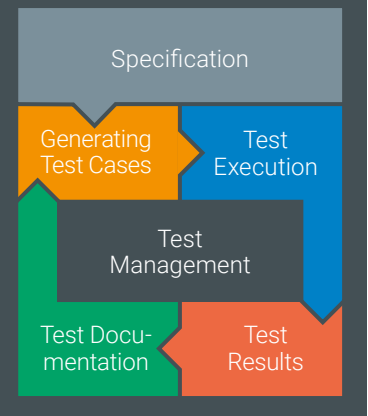 Specification
Generating
Test Cases
Test
Execution
Test
Management
Test Docu-
mentation
Test
Results